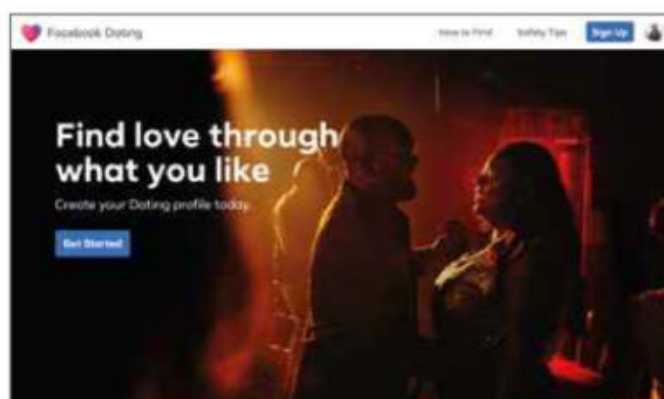 Facebook Dating
How to Find
Safety Tips
Sign Up
Find love through
what you like
Create your Dating profile today.
Get Started